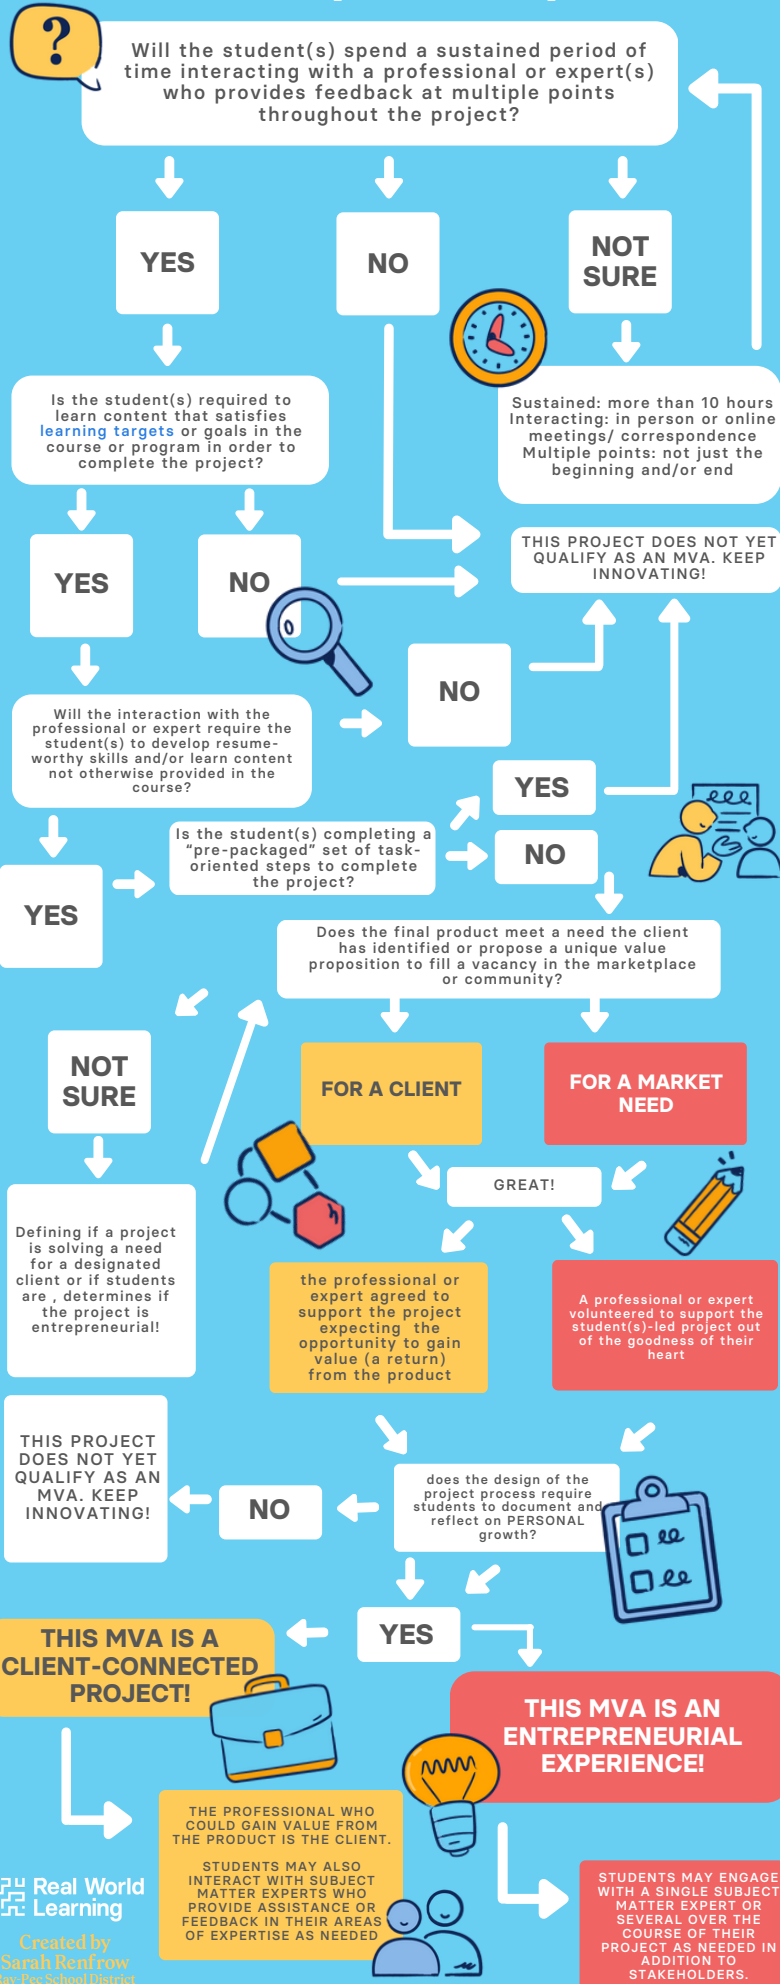 ?
Will the student(s) spend a sustained period of
time interacting with a professional or expert(s)
who provides feedback at multiple points
throughout the project?
YES
NO
NOT
SURE
Is the student(s) required to
learn content that satisfies
learning targets or goals in the
course or program in order to
complete the project?
Sustained: more than 10 hours
Interacting: in person or online
meetings/ correspondence
Multiple points: not just the
beginning and/or end
THIS PROJECT DOES NOT YET
QUALIFY AS AN MVA. KEEP
INNOVATING!
YES
NO
NO
Will the interaction with the
professional or expert require the
student(s) to develop resume-
worthy skills and/or learn content
not otherwise provided in the
course?
YES
NO
Is the student(s) completing a
“pre-packaged” set of task-
oriented steps to complete
the project?
YES
Does the final product meet a need the client
has identified or propose a unique value
proposition to fill a vacancy in the marketplace
or community?
NOT
SURE
FOR A CLIENT
FOR A MARKET
NEED
GREAT!
Defining if a project
is solving a need
for a designated
client or if students
are , determines if
the project is
entrepreneurial!
the professional or
expert agreed to
support the project
expecting the
opportunity to gain
value (a return)
from the product
A professional or expert
volunteered to support the
student(s)-led project out
of the goodness of their
heart
THIS PROJECT
DOES NOT YET
QUALIFY AS AN
MVA. KEEP
INNOVATING!
NO
does the design of the
project process require
students to document and
reflect on PERSONAL
growth?
YES
THIS MVA IS A
CLIENT-CONNECTED
PROJECT!
THIS MVA IS AN
ENTREPRENEURIAL
EXPERIENCE!
THE PROFESSIONAL WHO
COULD GAIN VALUE FROM
THE PRODUCT IS THE CLIENT.
STUDENTS MAY ALSO
INTERACT WITH SUBJECT
MATTER EXPERTS WHO
PROVIDE ASSISTANCE OR
FEEDBACK IN THEIR AREAS
OF EXPERTISE AS NEEDED
STUDENTS MAY ENGAGE
WITH A SINGLE SUBJECT
MATTER EXPERT OR
SEVERAL OVER THE
COURSE OF THEIR
PROJECT AS NEEDED IN
ADDITION TO
STAKEHOLDERS.
Real World
Learning
Created by
Sarah Renfrow
Ray-Pec School District